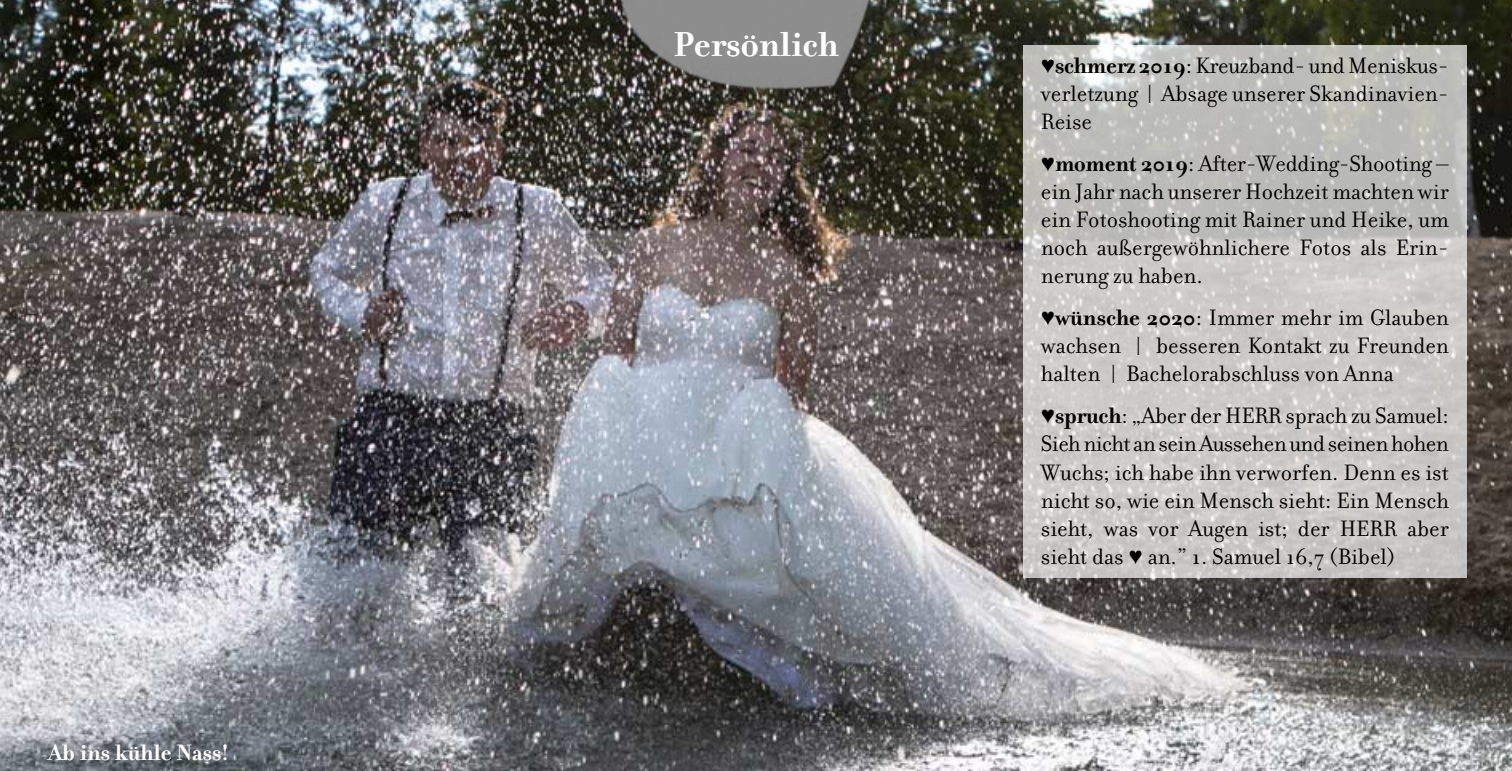 Persönlich
♥schmerz 2019: Kreuzband- und Meniskus-
verletzung | Absage unserer Skandinavien-
Reise
♥moment 2019: After-Wedding-Shooting –
ein Jahr nach unserer Hochzeit machten wir
ein Fotoshooting mit Rainer und Heike, um
noch außergewöhnlichere Fotos als Erin-
nerung zu haben.
♥wünsche 2020: Immer mehr im Glauben
wachsen | besseren Kontakt zu Freunden
halten | Bachelorabschluss von Anna
♥spruch: „Aber der HERR sprach zu Samuel:
Sieh nicht an sein Aussehen und seinen hohen
Wuchs; ich habe ihn verworfen. Denn es ist
nicht so, wie ein Mensch sieht: Ein Mensch
sieht, was vor Augen ist; der HERR aber
sieht das ♥ an.” 1. Samuel 16,7 (Bibel)
Ab ins kühle Nass!